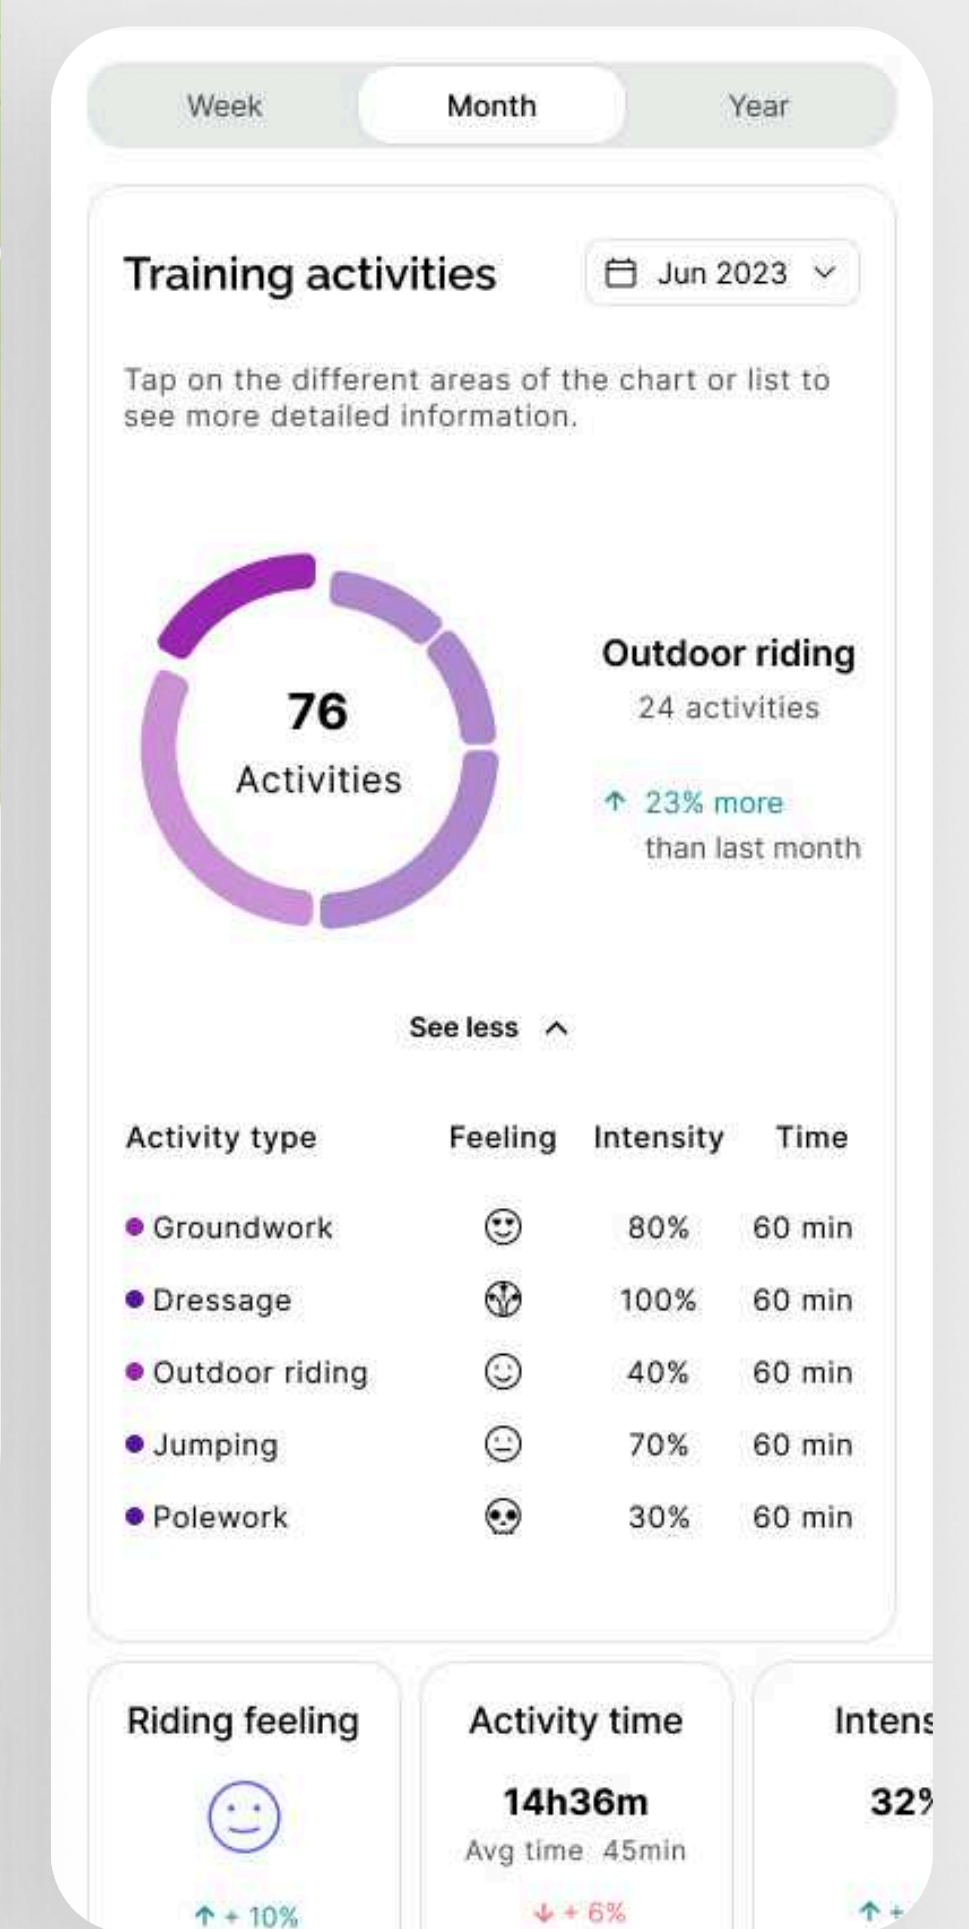 Week Month Year
Training activities
Jun 2023
Tap on the different areas of the chart or list to
see more detailed information.
76
Activities
Outdoor riding
24 activities
↑ 23% more
than last month
See less
Activity type Feeling Intensity Time
Groundwork 80% 60 min
Dressage 100% 60 min
Outdoor riding 40% 60 min
Jumping 70% 60 min
Polework 30% 60 min
Riding feeling
↑ + 10%
Activity time
14h36m
Avg time 45min
↓ + 6%
Intens
32%
↑ +